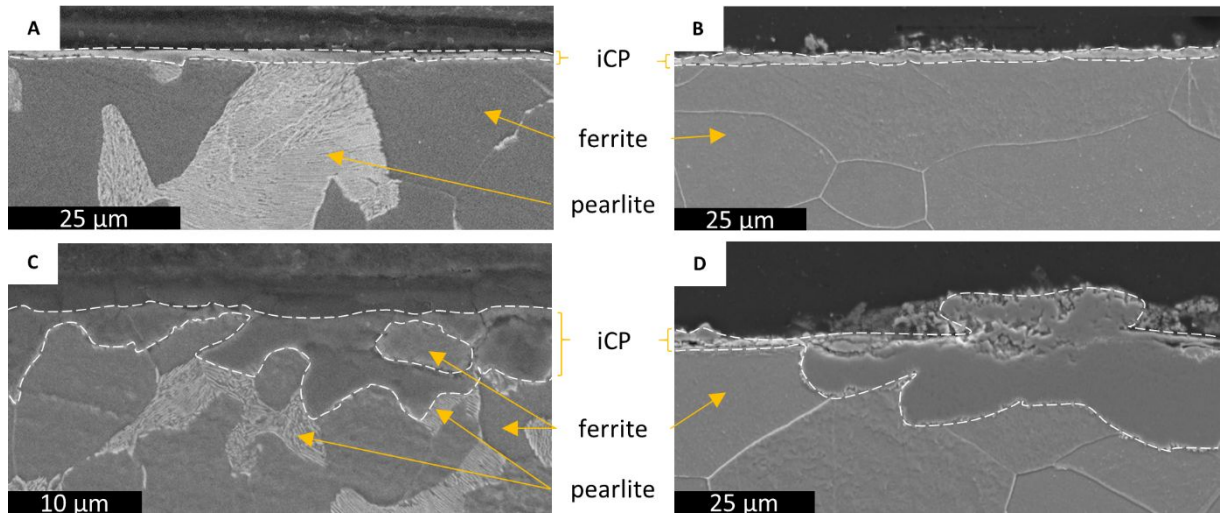 A
B
iCP
ferrite
pearlite
25 µm
25 µm
C
D
iCP
ferrite
pearlite
10 µm
25 µm